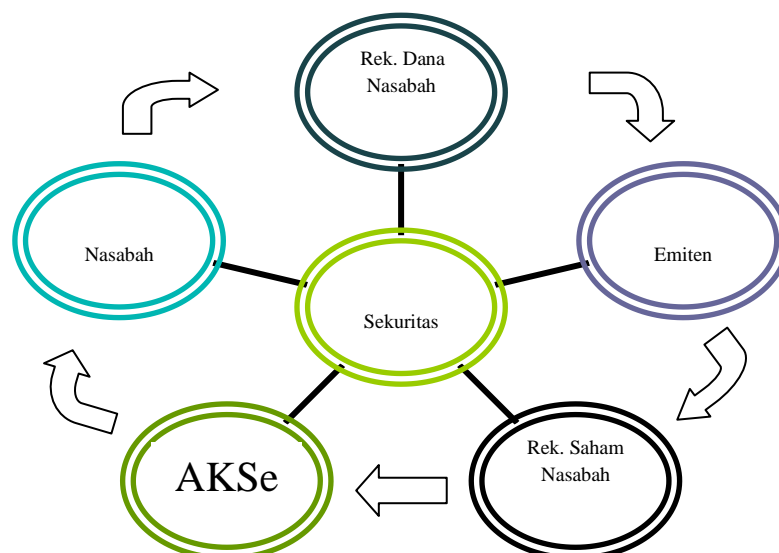 Rek. Dana
Nasabah
Nasabah
Emiten
Sekuritas
AKSe
Rek. Saham
Nasabah